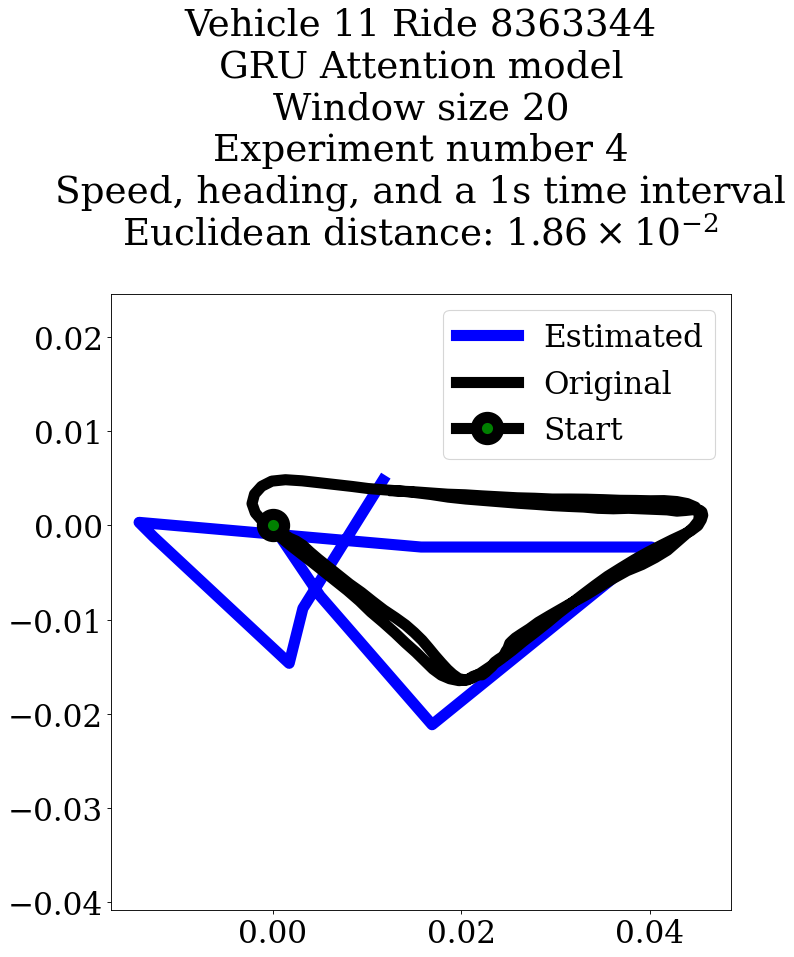 Vehicle 11 Ride 8363344
GRU Attention model
Window size 20
Experiment number 4
Speed, heading, and a 1s time interval
Euclidean distance: 1.86 × 10⁻²
Estimated
Original
Start
0.02
0.01
0.00
−0.01
−0.02
−0.03
−0.04
0.00 0.02 0.04